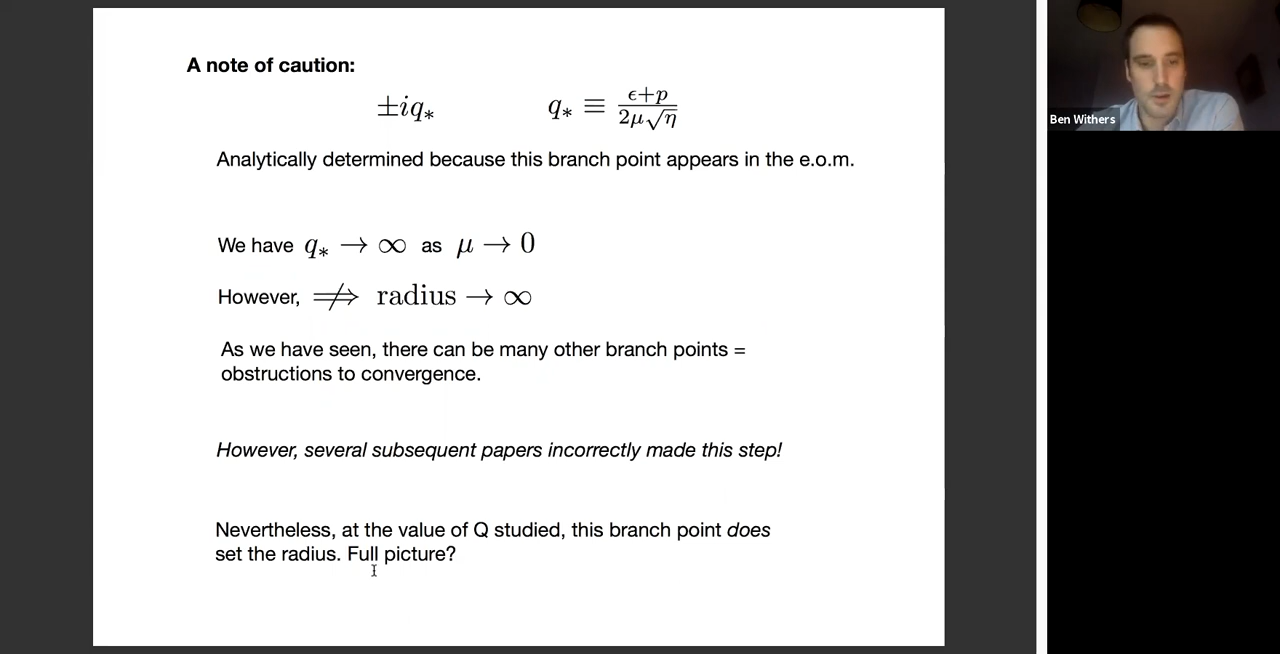 A note of caution:
±iq* q* ≡ ϵ+p / 2μ√η
Analytically determined because this branch point appears in the e.o.m.
We have q* → ∞ as μ → 0
However, ⇏ radius → ∞
As we have seen, there can be many other branch points =
obstructions to convergence.
However, several subsequent papers incorrectly made this step!
Nevertheless, at the value of Q studied, this branch point does
set the radius. Full picture?
Ben Withers